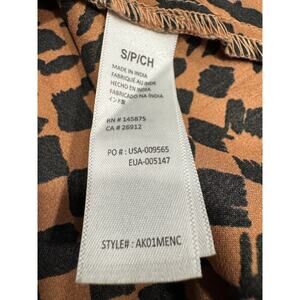 S/P/CH
MADE IN INDIA
FABRIQUÉ AU INDE
HECHO EN INDIA
FABRICADO NA ÍNDIA
インド製
RN # 145875
CA # 26912
PO # : USA-009565
EUA-005147
STYLE# : AK01MENC